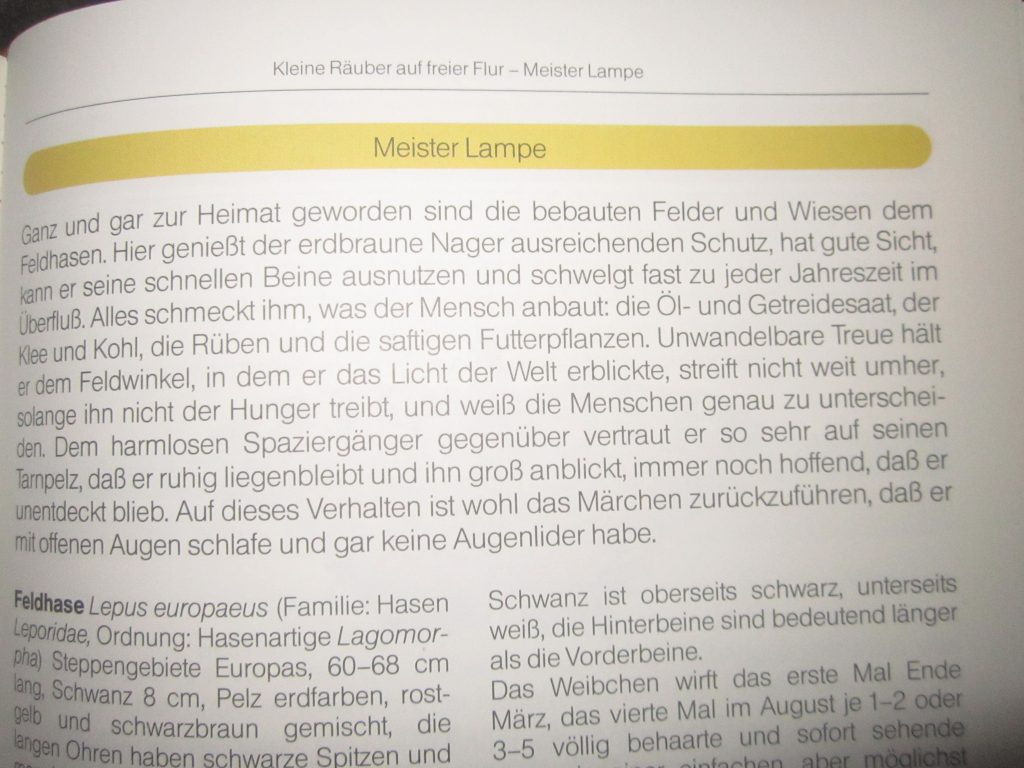 Kleine Räuber auf freier Flur – Meister Lampe
Meister Lampe
Ganz und gar zur Heimat geworden sind die bebauten Felder und Wiesen dem
Feldhasen. Hier genießt der erdbraune Nager ausreichenden Schutz, hat gute Sicht,
kann er seine schnellen Beine ausnutzen und schwelgt fast zu jeder Jahreszeit im
Überfluß. Alles schmeckt ihm, was der Mensch anbaut: die Öl- und Getreidesaat, der
Klee und Kohl, die Rüben und die saftigen Futterpflanzen. Unwandelbare Treue hält
er dem Feldwinkel, in dem er das Licht der Welt erblickte, streift nicht weit umher,
solange ihn nicht der Hunger treibt, und weiß die Menschen genau zu unterschei-
den. Dem harmlosen Spaziergänger gegenüber vertraut er so sehr auf seinen
Tarnpelz, daß er ruhig liegenbleibt und ihn groß anblickt, immer noch hoffend, daß er
unentdeckt blieb. Auf dieses Verhalten ist wohl das Märchen zurückzuführen, daß er
mit offenen Augen schlafe und gar keine Augenlider habe.
Feldhase Lepus europaeus (Familie: Hasen
Leporidae, Ordnung: Hasenartige Lagomor-
pha) Steppengebiete Europas, 60–68 cm
lang, Schwanz 8 cm, Pelz erdfarben, rost-
gelb und schwarzbraun gemischt, die
langen Ohren haben schwarze Spitzen und
Schwanz ist oberseits schwarz, unterseits
weiß, die Hinterbeine sind bedeutend länger
als die Vorderbeine.
Das Weibchen wirft das erste Mal Ende
März, das vierte Mal im August je 1–2 oder
3–5 völlig behaarte und sofort sehende
einfachen, aber möglichst